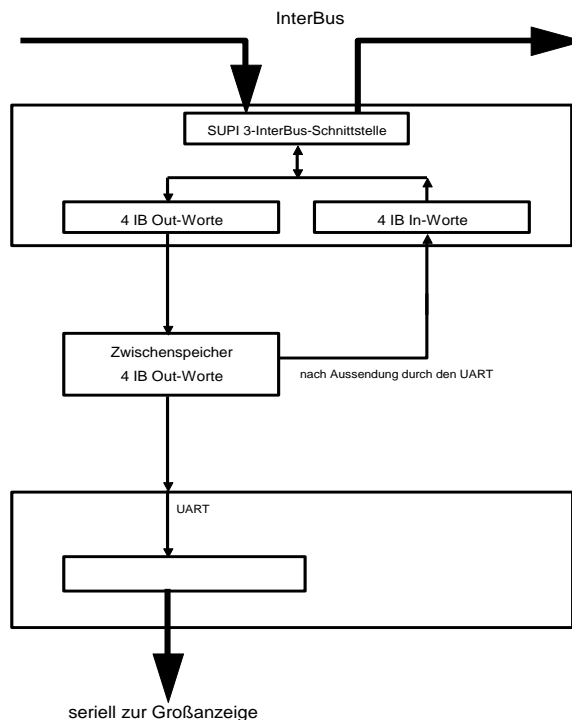 InterBus
SUPI 3-InterBus-Schnittstelle
4 IB Out-Worte
4 IB In-Worte
Zwischenspeicher
4 IB Out-Worte
nach Aussendung durch den UART
UART
seriell zur Großanzeige